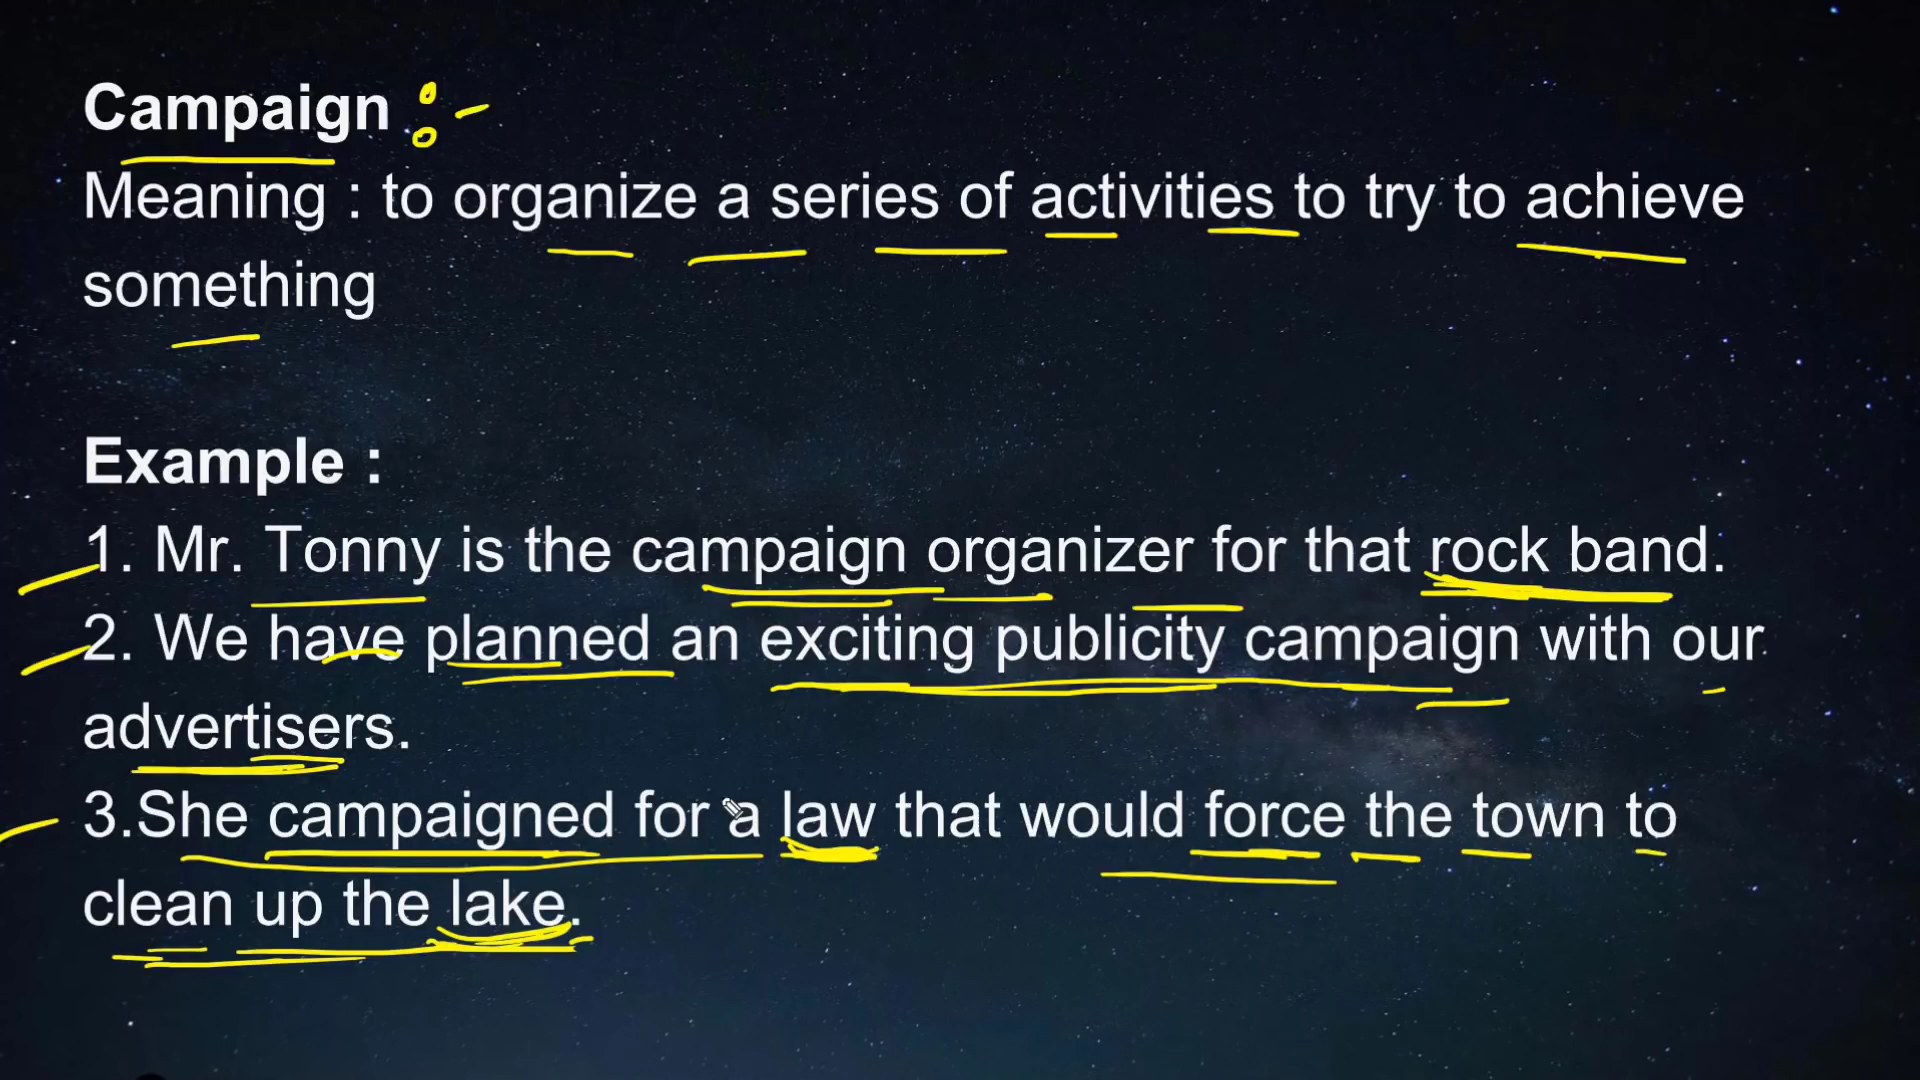 Campaign :-
Meaning : to organize a series of activities to try to achieve
something
Example :
1. Mr. Tonny is the campaign organizer for that rock band.
2. We have planned an exciting publicity campaign with our
advertisers.
3.She campaigned for a law that would force the town to
clean up the lake.